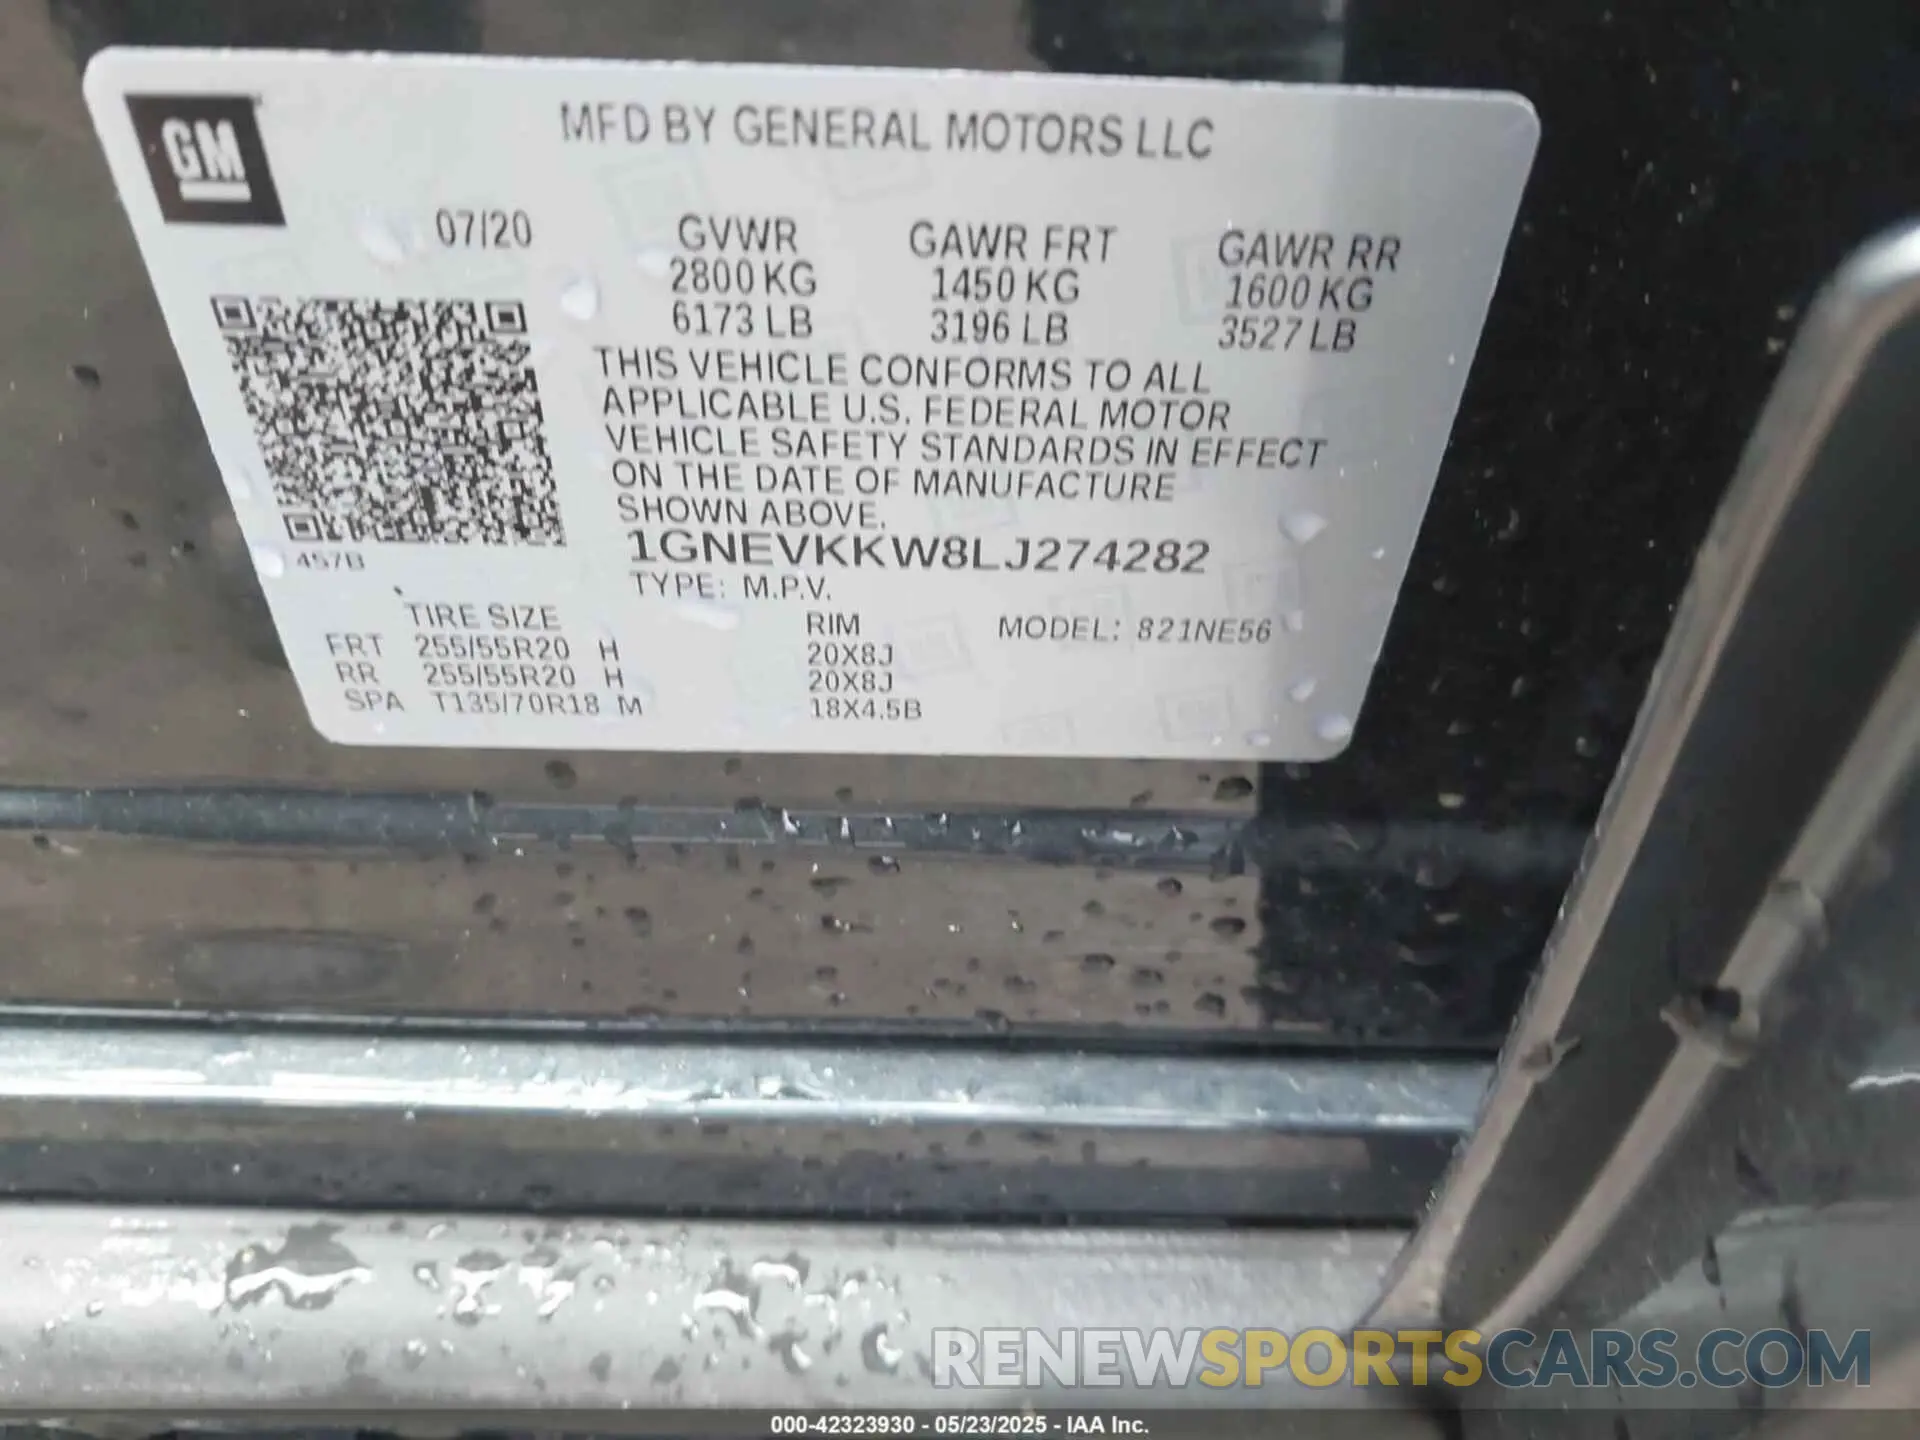 GM
MFD BY GENERAL MOTORS LLC
07/20 GVWR GAWR FRT GAWR RR
2800 KG 1450 KG 1600 KG
6173 LB 3196 LB 3527 LB
THIS VEHICLE CONFORMS TO ALL
APPLICABLE U.S. FEDERAL MOTOR
VEHICLE SAFETY STANDARDS IN EFFECT
ON THE DATE OF MANUFACTURE
SHOWN ABOVE.
457B
1GNEVKKW8LJ274282
TYPE: M.P.V.
TIRE SIZE RIM MODEL: 821NE56
FRT 255/55R20 H 20X8J
RR 255/55R20 H 20X8J
SPA T135/70R18 M 18X4.5B
RENEWSPORTSCARS.COM
000-42323930 - 05/23/2025 - IAA Inc.